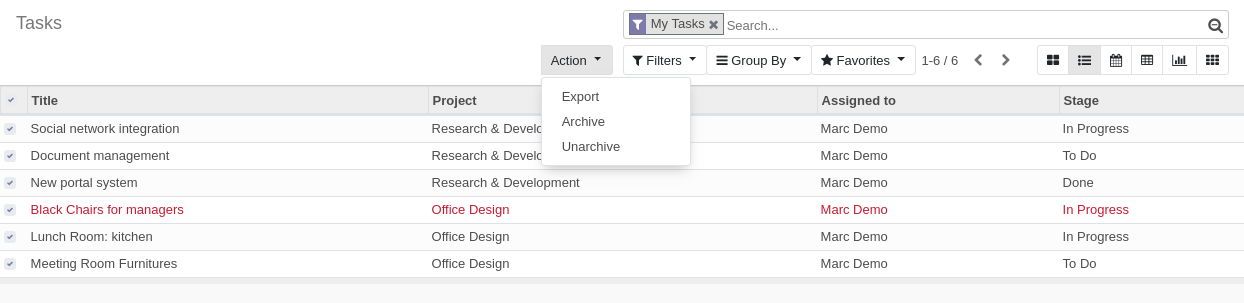 Tasks
My Tasks Search...
Action Filters Group By Favorites 1-6 / 6
Export
Archive
Unarchive
Title Project Assigned to Stage
Social network integration Research & Develo Marc Demo In Progress
Document management Research & Develo Marc Demo To Do
New portal system Research & Development Marc Demo Done
Black Chairs for managers Office Design Marc Demo In Progress
Lunch Room: kitchen Office Design Marc Demo In Progress
Meeting Room Furnitures Office Design Marc Demo To Do